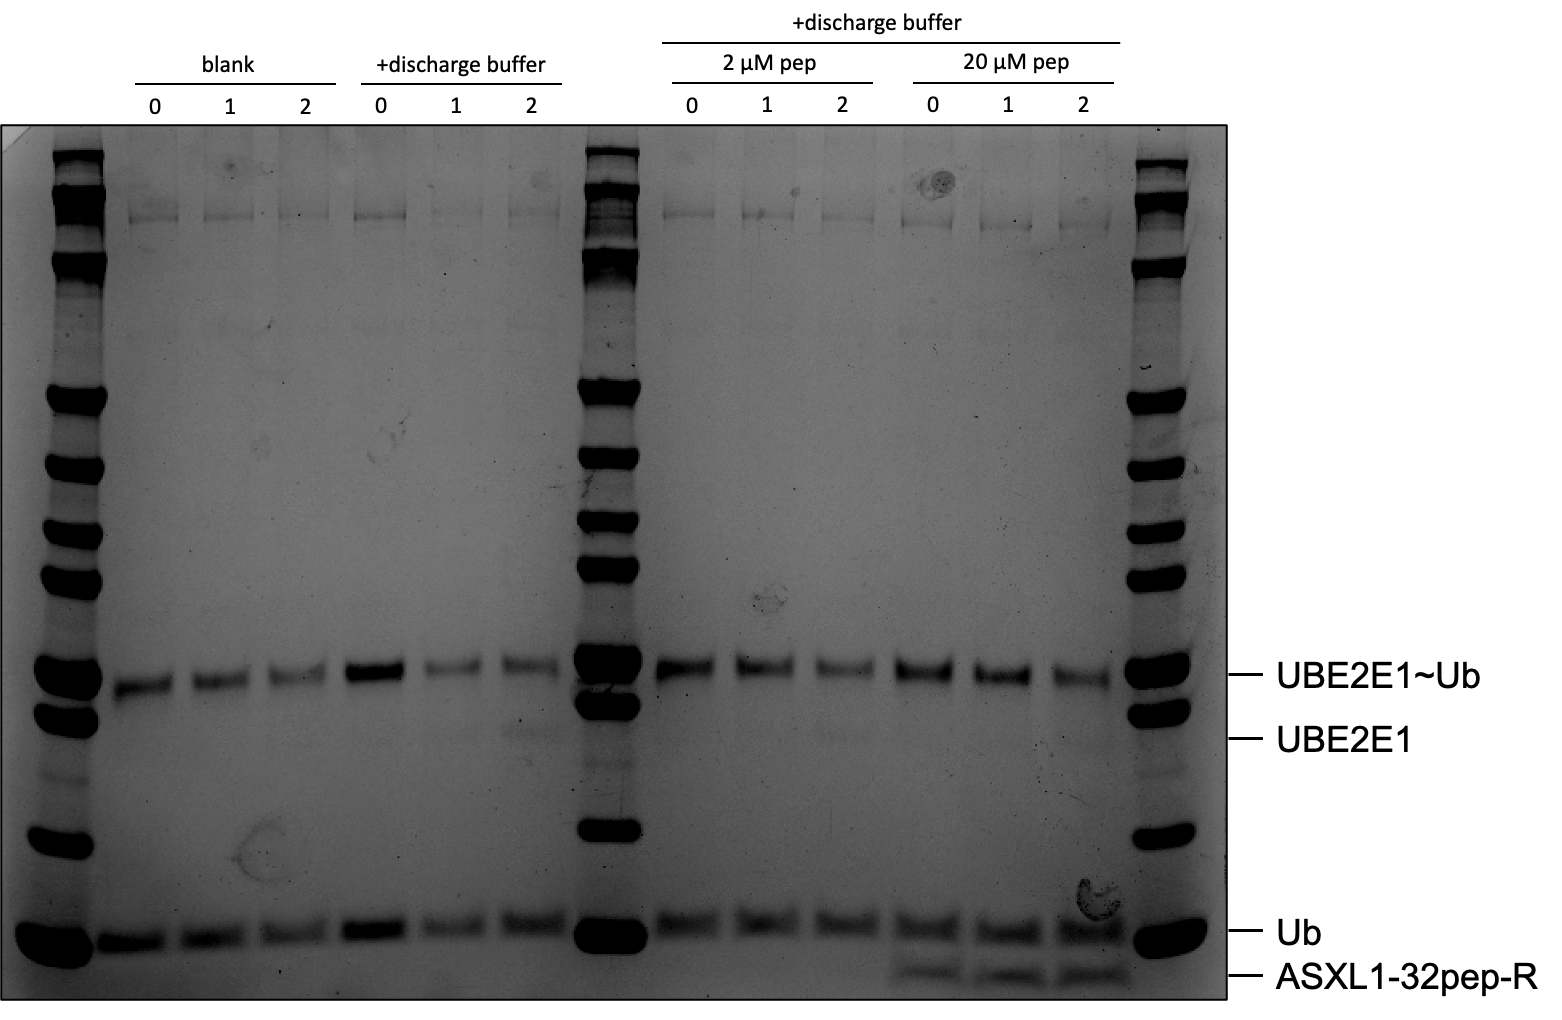 +discharge buffer
blank +discharge buffer 2 µM pep 20 µM pep
0 1 2 0 1 2 0 1 2 0 1 2
UBE2E1~Ub
UBE2E1
Ub
ASXL1-32pep-R